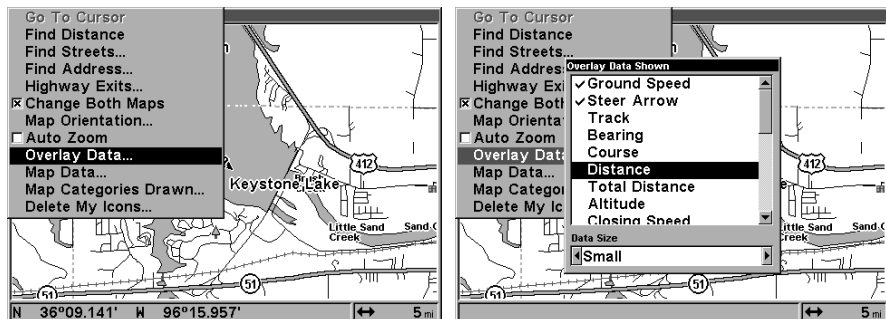 Go To Cursor
Find Distance
Find Streets...
Find Address...
Highway Exits...
Change Both Maps
Map Orientation...
Auto Zoom
Overlay Data...
Map Data...
Map Categories Drawn...
Delete My Icons...
412
Keystone Lake
Little Sand
Creek
51
51
N 36°09.141' W 96°15.957'
↔ 5 mi
Go To Cursor
Find Distance
Find Streets...
Find Addres
Highway Exi
Change Both
Map Orienta
Auto Zoom
Overlay Data
Map Data...
Map Categor
Delete My Ic
Overlay Data Shown
✓ Ground Speed
✓ Steer Arrow
Track
Bearing
Course
Distance
Total Distance
Altitude
Closing Speed
Data Size
Small
412
Little Sand
Creek
Sand C
51
51
↔ 5 mi